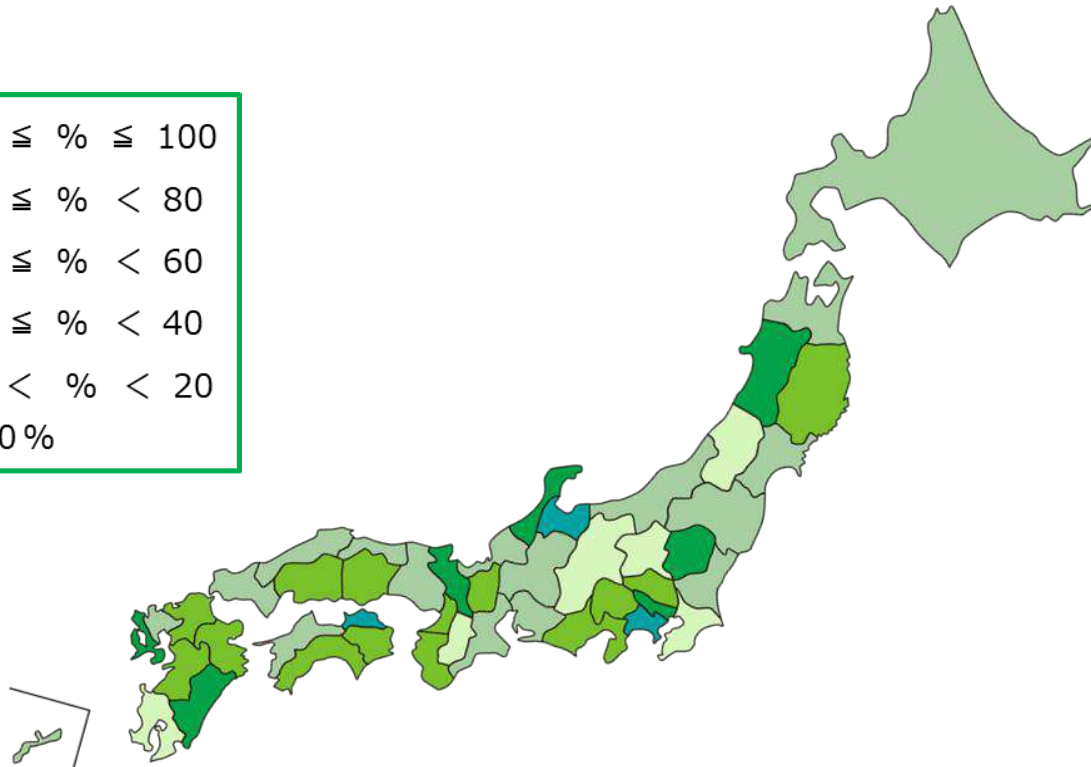 ≦ % ≦ 100
≦ % < 80
≦ % < 60
≦ % < 40
< % < 20
0%